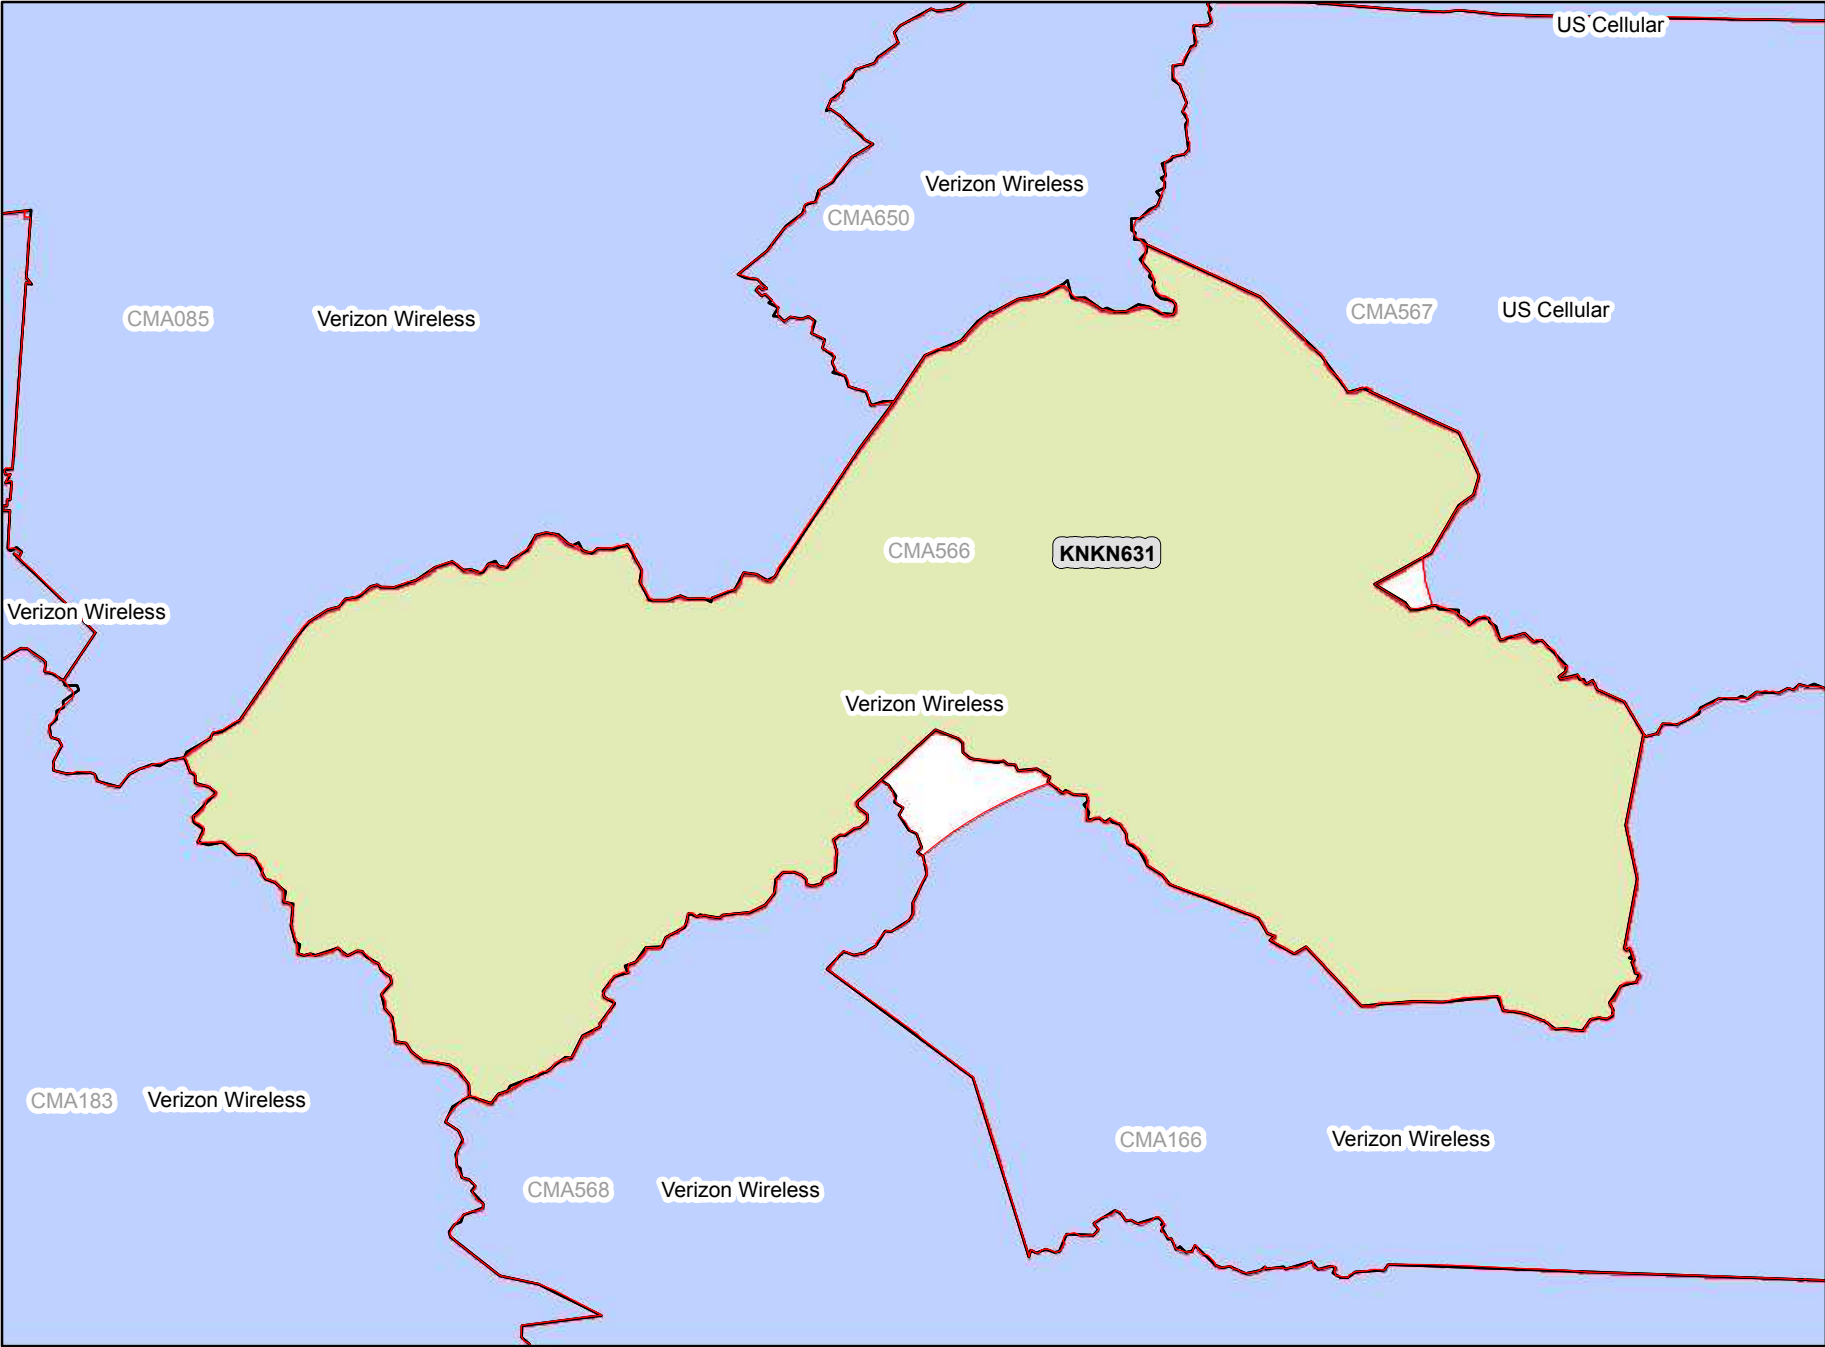 US Cellular
Verizon Wireless
CMA650
CMA085
Verizon Wireless
CMA567
US Cellular
CMA566
KNKN631
Verizon Wireless
Verizon Wireless
CMA183
Verizon Wireless
CMA166
Verizon Wireless
CMA568
Verizon Wireless